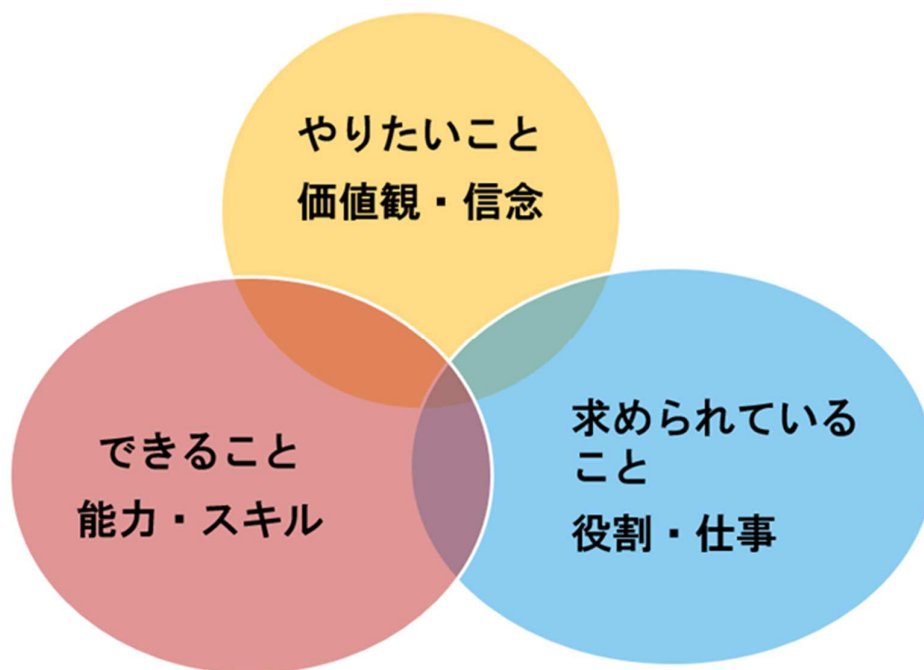 やりたいこと
価値観・信念
できること
能力・スキル
求められている
こと
役割・仕事